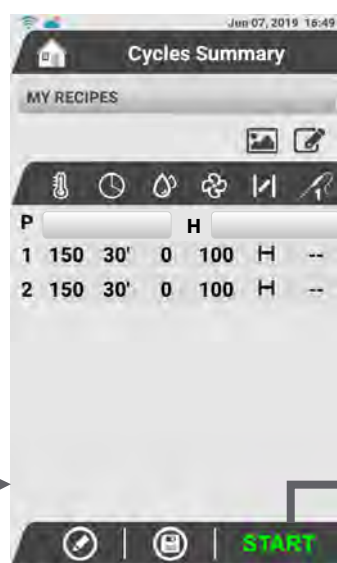 Jun 07, 2019 16:49
Cycles Summary
MY RECIPES
P H
1 150 30' 0 100 H --
2 150 30' 0 100 H --
START